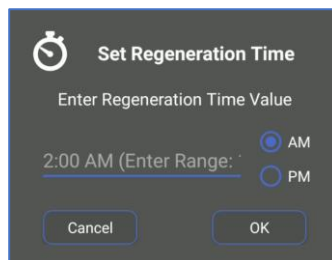 Set Regeneration Time
Enter Regeneration Time Value
AM
2:00 AM (Enter Range:
PM
Cancel
OK